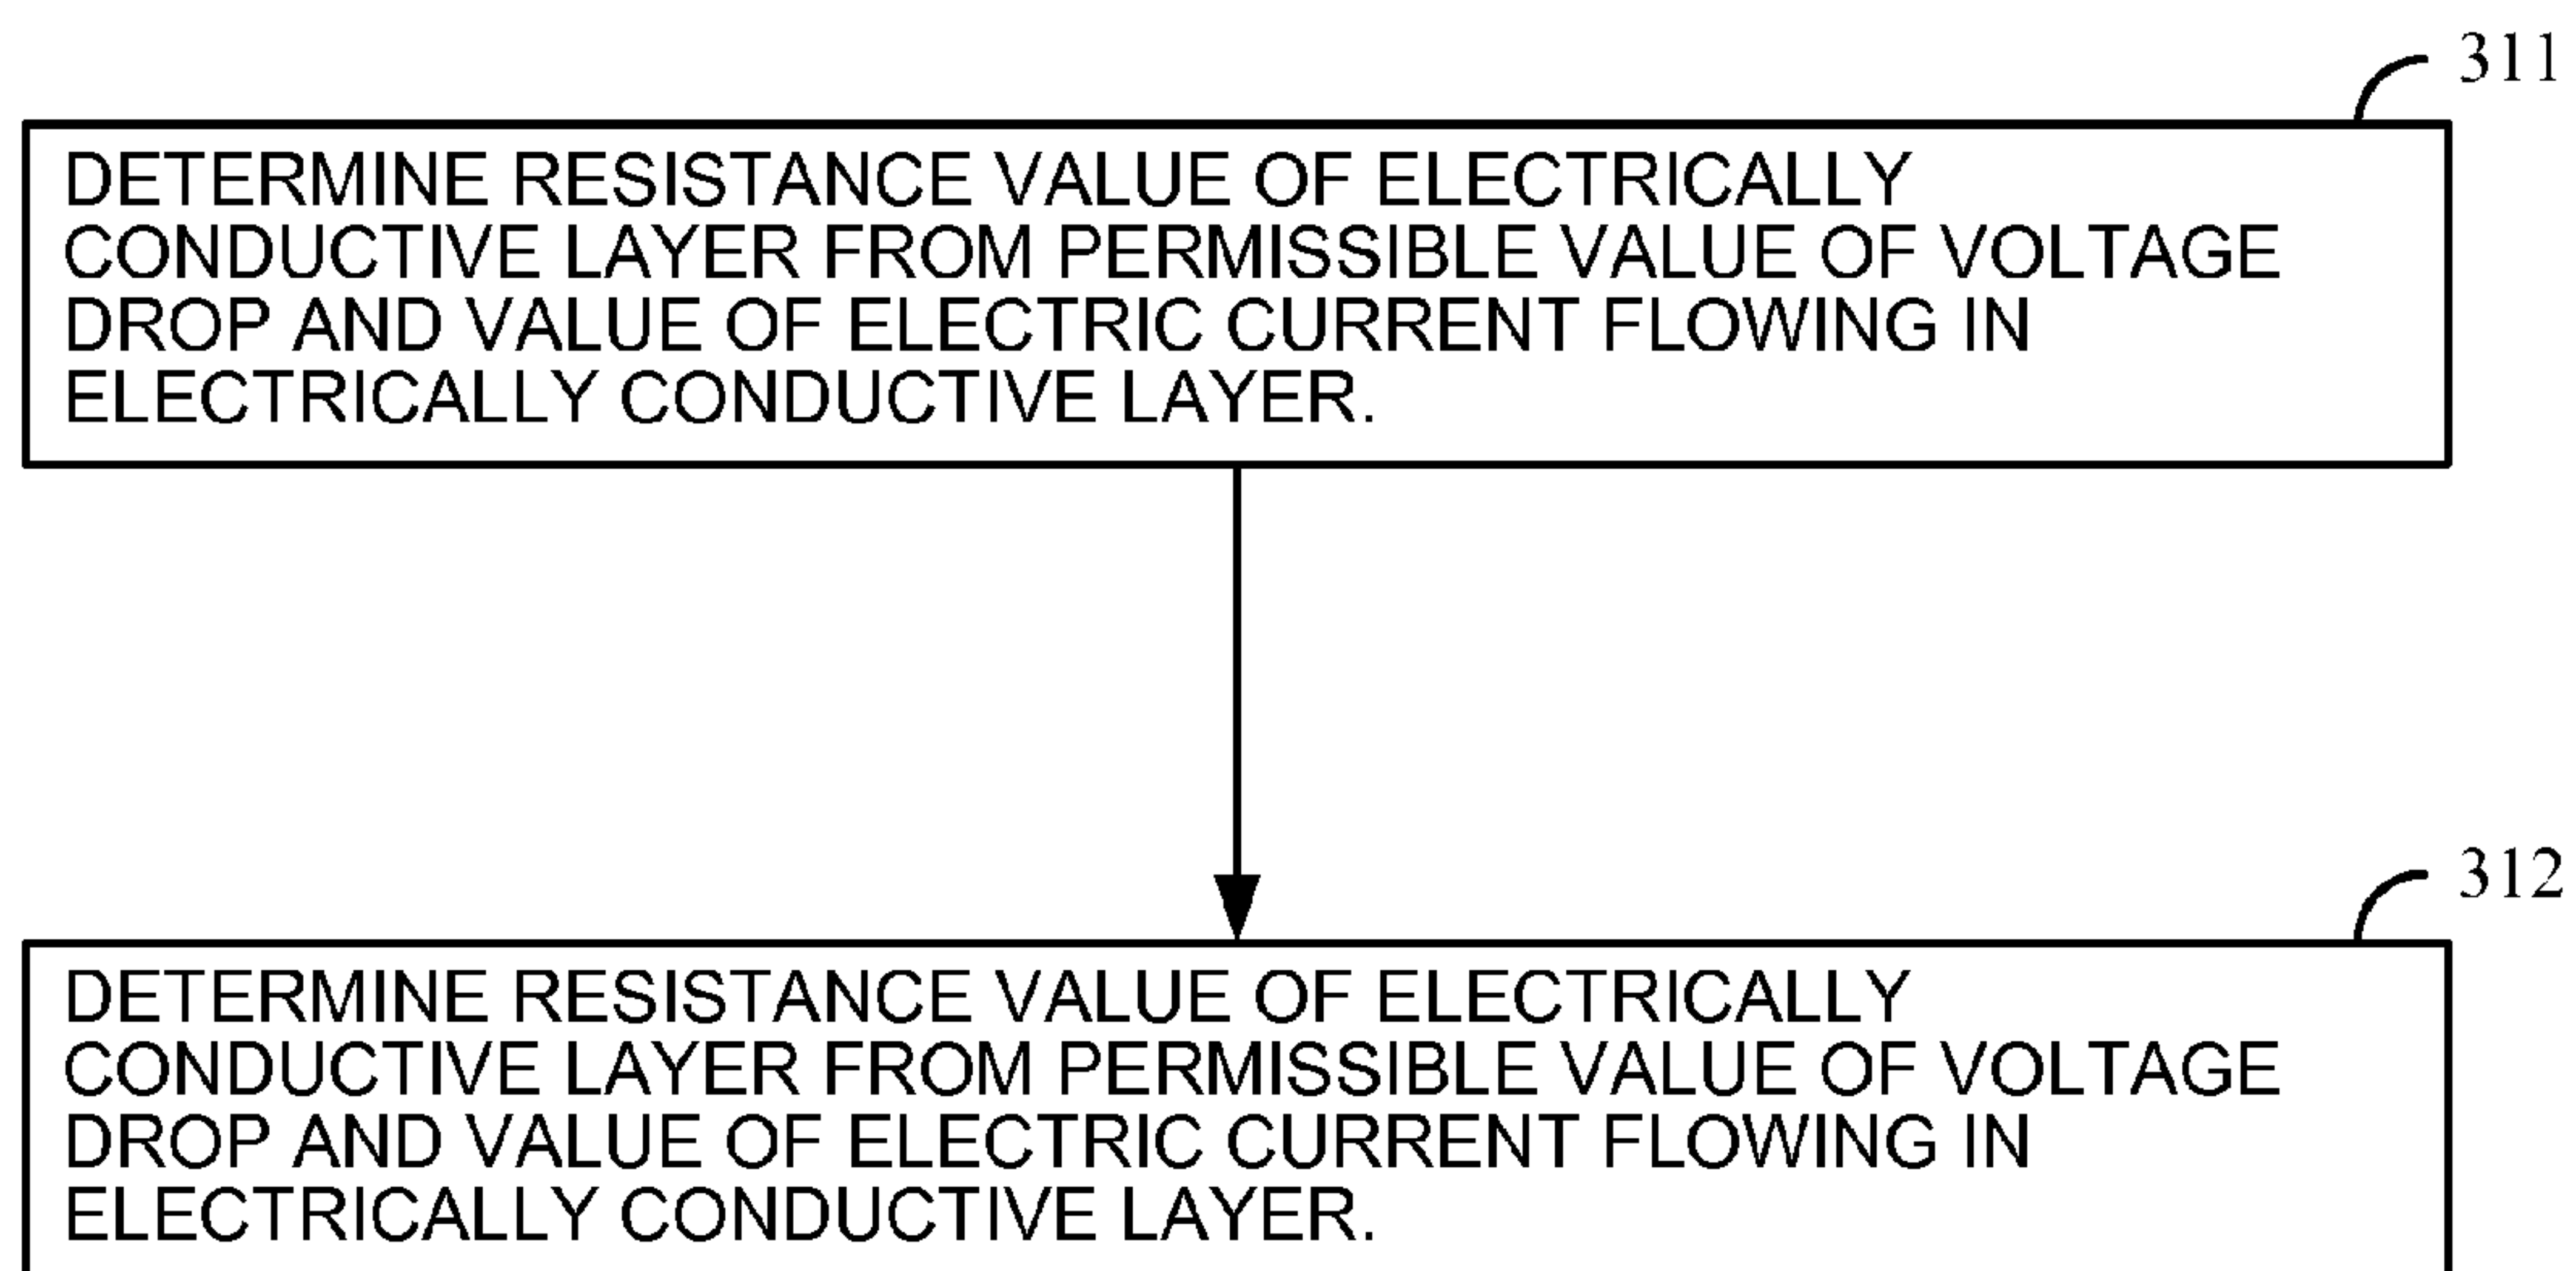 311
DETERMINE RESISTANCE VALUE OF ELECTRICALLY
CONDUCTIVE LAYER FROM PERMISSIBLE VALUE OF VOLTAGE
DROP AND VALUE OF ELECTRIC CURRENT FLOWING IN
ELECTRICALLY CONDUCTIVE LAYER.
312
DETERMINE RESISTANCE VALUE OF ELECTRICALLY
CONDUCTIVE LAYER FROM PERMISSIBLE VALUE OF VOLTAGE
DROP AND VALUE OF ELECTRIC CURRENT FLOWING IN
ELECTRICALLY CONDUCTIVE LAYER.